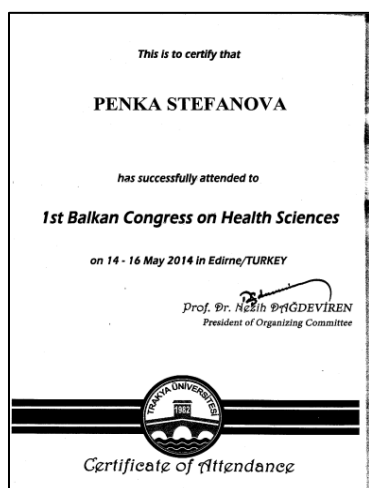 This is to certify that
PENKA STEFANOVA
has successfully attended to
1st Balkan Congress on Health Sciences
on 14 - 16 May 2014 in Edirne/TURKEY
Prof. Dr. Nezih DAĞDEVİREN
President of Organizing Committee
TRAKYA ÜNİVERSİTESİ
1982
Certificate of Attendance